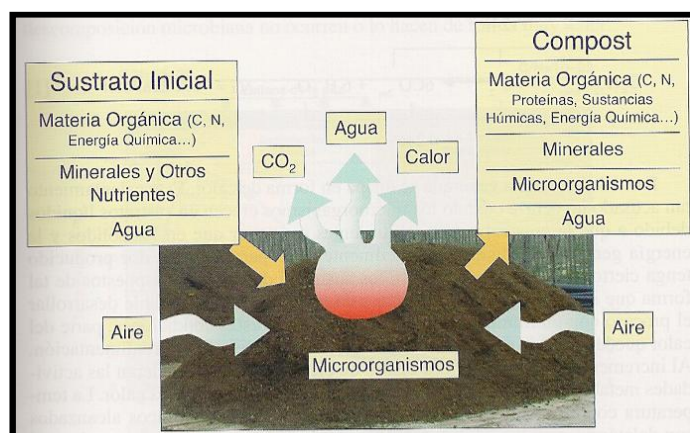 Sustrato Inicial
Materia Orgánica (C, N,
Energía Química...)
Minerales y Otros
Nutrientes
Agua
Compost
Materia Orgánica (C, N,
Proteínas, Sustancias
Húmicas, Energía Química...)
Minerales
Microorganismos
Agua
CO2
Agua
Calor
Aire
Aire
Microorganismos